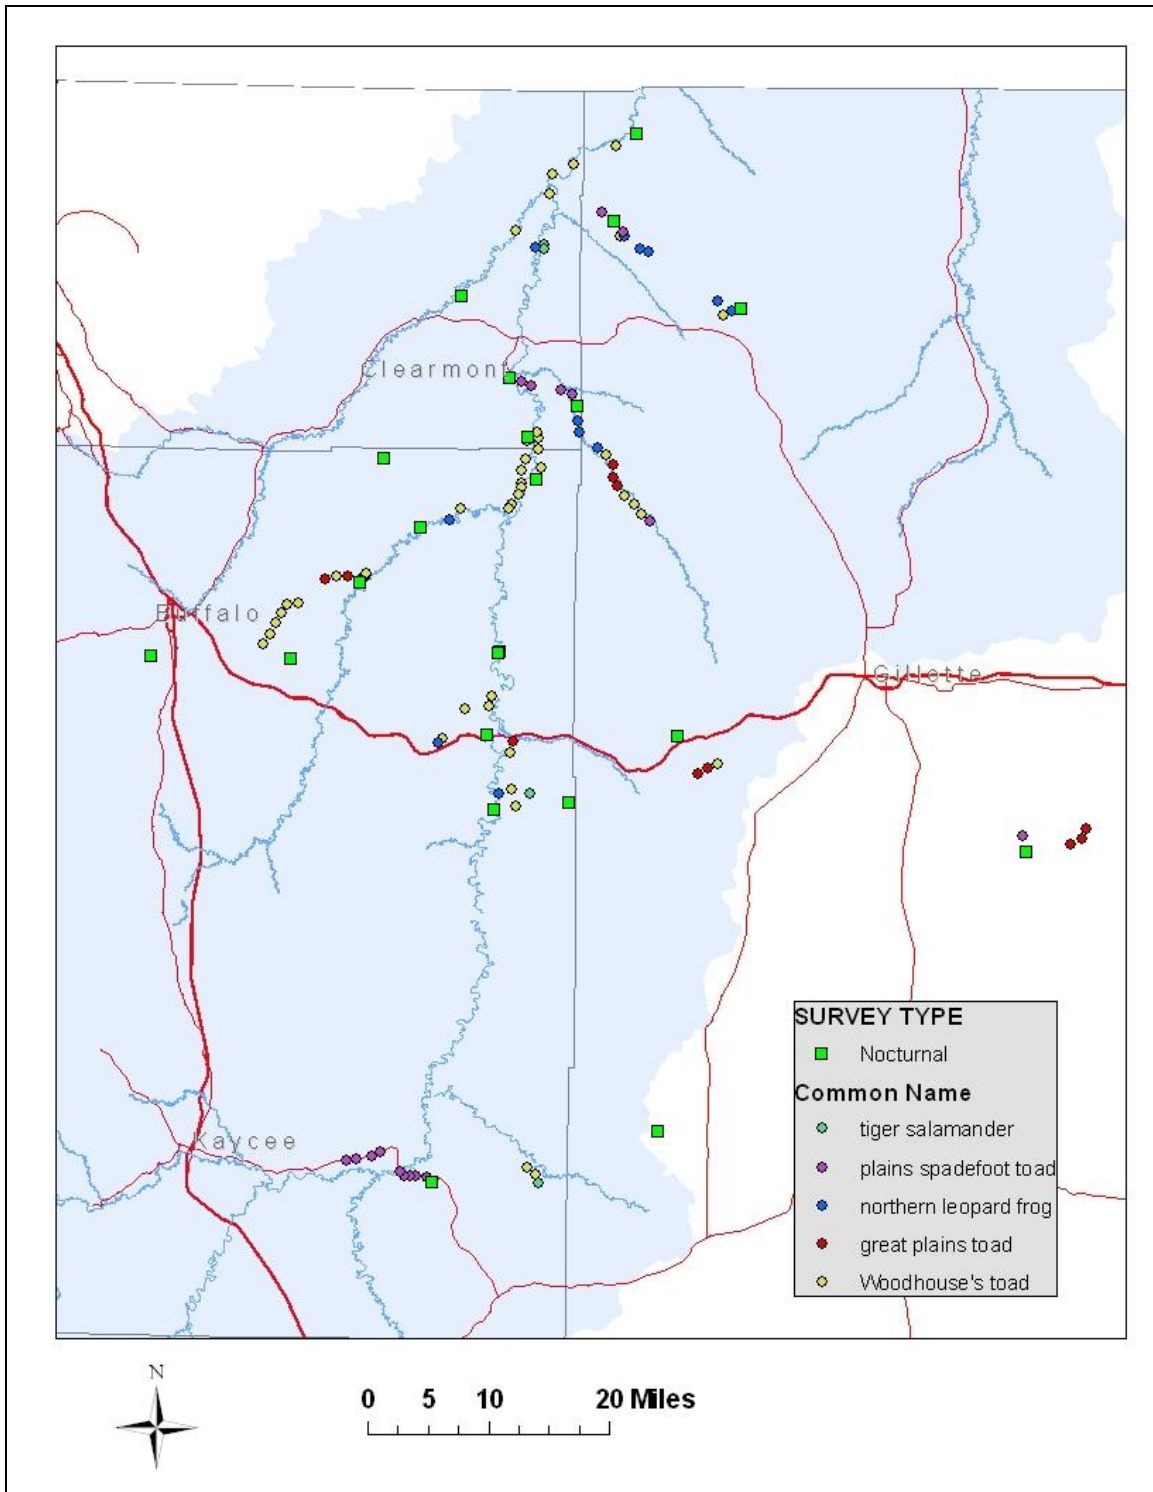 Clearmont
Buffalo
Gillette
Kaycee
SURVEY TYPE
Nocturnal
Common Name
tiger salamander
plains spadefoot toad
northern leopard frog
great plains toad
Woodhouse's toad
N
0 5 10 20 Miles